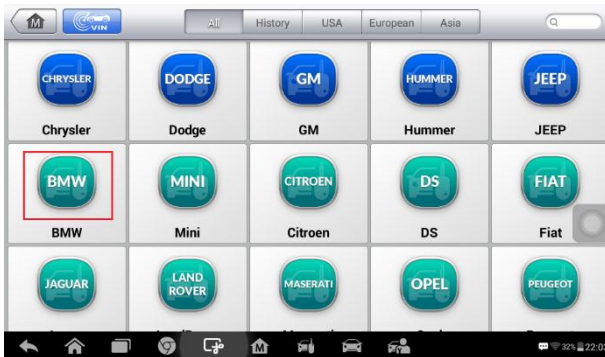 VIN
All
History
USA
European
Asia
CHRYSLER
DODGE
GM
HUMMER
JEEP
Chrysler
Dodge
GM
Hummer
JEEP
BMW
MINI
CITROEN
DS
FIAT
BMW
Mini
Citroen
DS
Fiat
JAGUAR
LAND
ROVER
MASERATI
OPEL
PEUGEOT
M
32%